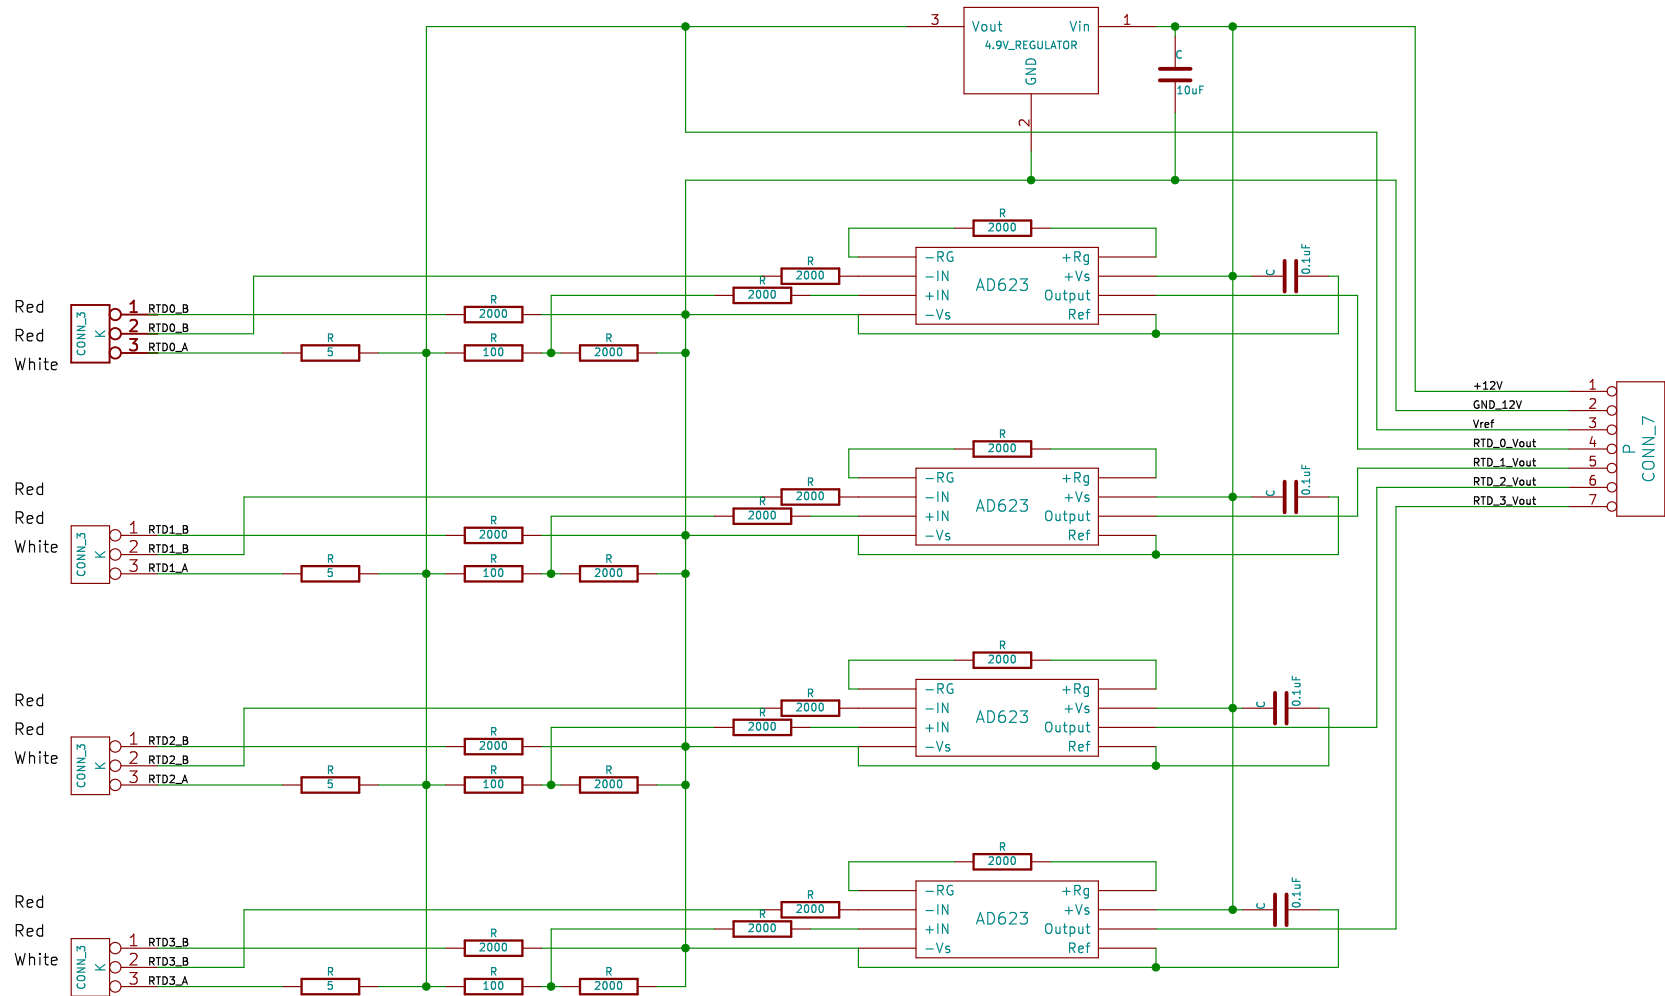 3 Vout Vin 1
4.9V_REGULATOR
GND
2
C
10uF
R
2000
-RG +Rg
R
2000
-IN +Vs
AD623
R
2000
+IN Output
-Vs Ref
C
0.1uF
Red
Red
White
CONN_3
K
1 RTD0_B
2 RTD0_B
3 RTD0_A
R
2000
R
5
R
100
R
2000
+12V 1
GND_12V 2
Vref 3
RTD_0_Vout 4
RTD_1_Vout 5
RTD_2_Vout 6
RTD_3_Vout 7
P
CONN_7
R
2000
-RG +Rg
R
2000
-IN +Vs
AD623
R
2000
+IN Output
-Vs Ref
C
0.1uF
Red
Red
White
CONN_3
K
1 RTD1_B
2 RTD1_B
3 RTD1_A
R
2000
R
5
R
100
R
2000
R
2000
-RG +Rg
R
2000
-IN +Vs
AD623
R
2000
+IN Output
-Vs Ref
C
0.1uF
Red
Red
White
CONN_3
K
1 RTD2_B
2 RTD2_B
3 RTD2_A
R
2000
R
5
R
100
R
2000
R
2000
-RG +Rg
R
2000
-IN +Vs
AD623
R
2000
+IN Output
-Vs Ref
C
0.1uF
Red
Red
White
CONN_3
K
1 RTD3_B
2 RTD3_B
3 RTD3_A
R
2000
R
5
R
100
R
2000